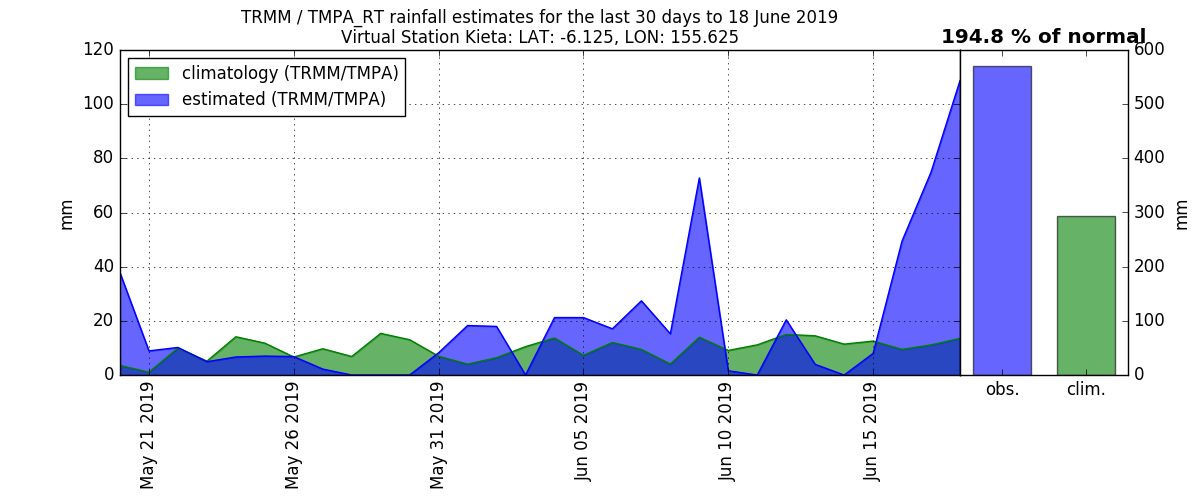 TRMM / TMPA_RT rainfall estimates for the last 30 days to 18 June 2019
Virtual Station Kieta: LAT: -6.125, LON: 155.625
194.8 % of normal
climatology (TRMM/TMPA)
estimated (TRMM/TMPA)
mm
120
100
80
60
40
20
0
May 21 2019
May 26 2019
May 31 2019
Jun 05 2019
Jun 10 2019
Jun 15 2019
600
500
400
300
200
100
0
mm
obs.
clim.